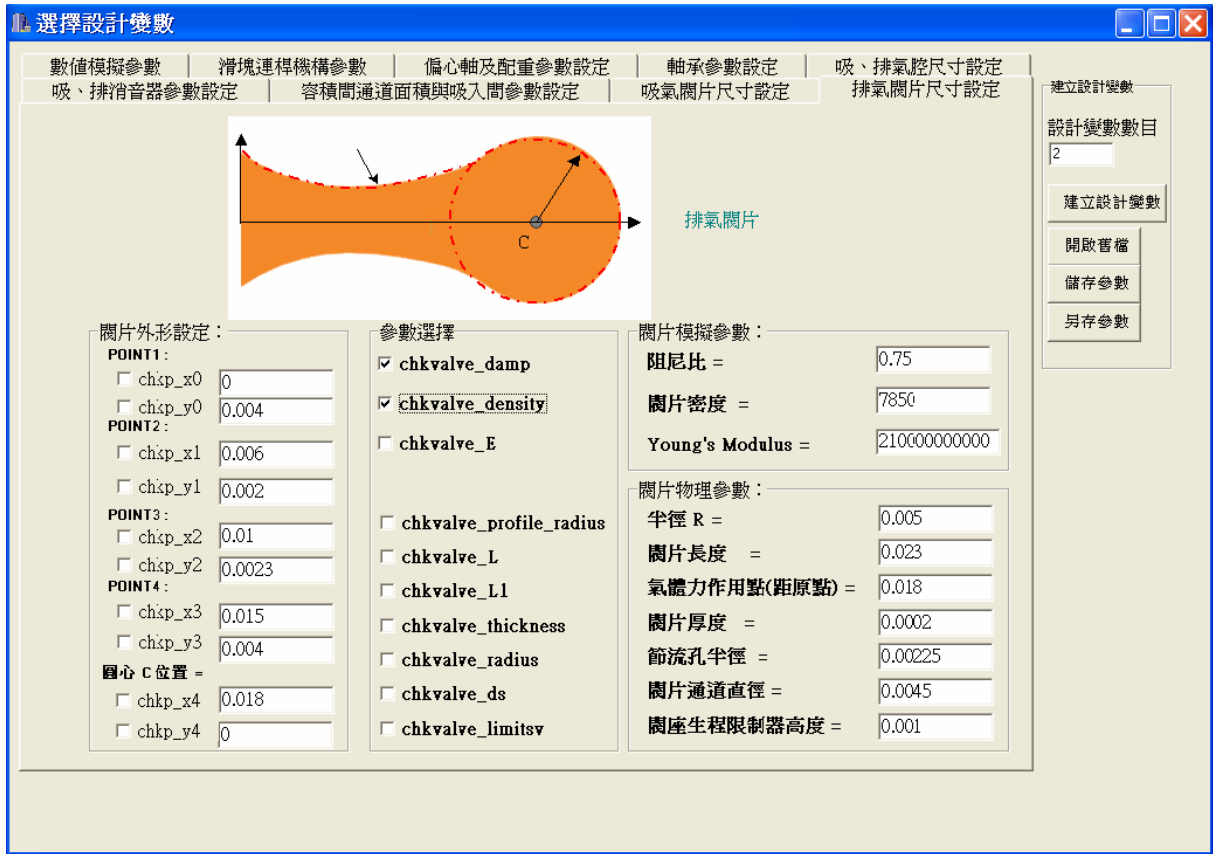 選擇設計變數
數值模擬參數 滑塊連桿機構參數 偏心軸及配重參數設定 軸承參數設定 吸、排氣腔尺寸設定
吸、排消音器參數設定 容積間通道面積與吸入間參數設定 吸氣閥片尺寸設定 排氣閥片尺寸設定
C
排氣閥片
閥片外形設定：
POINT1：
chkp_x0 0
chkp_y0 0.004
POINT2：
chkp_x1 0.006
chkp_y1 0.002
POINT3：
chkp_x2 0.01
chkp_y2 0.0023
POINT4：
chkp_x3 0.015
chkp_y3 0.004
圓心 C 位置 =
chkp_x4 0.018
chkp_y4 0
參數選擇
chkvalve_damp
chkvalve_density
chkvalve_E
chkvalve_profile_radius
chkvalve_L
chkvalve_L1
chkvalve_thickness
chkvalve_radius
chkvalve_ds
chkvalve_limitsv
閥片模擬參數：
阻尼比 = 0.75
閥片密度 = 7850
Young's Modulus = 210000000000
閥片物理參數：
半徑 R = 0.005
閥片長度 = 0.023
氣體力作用點(距原點) = 0.018
閥片厚度 = 0.0002
節流孔半徑 = 0.00225
閥片通道直徑 = 0.0045
閥座生程限制器高度 = 0.001
建立設計變數
設計變數數目
2
建立設計變數
開啟舊檔
儲存參數
另存參數